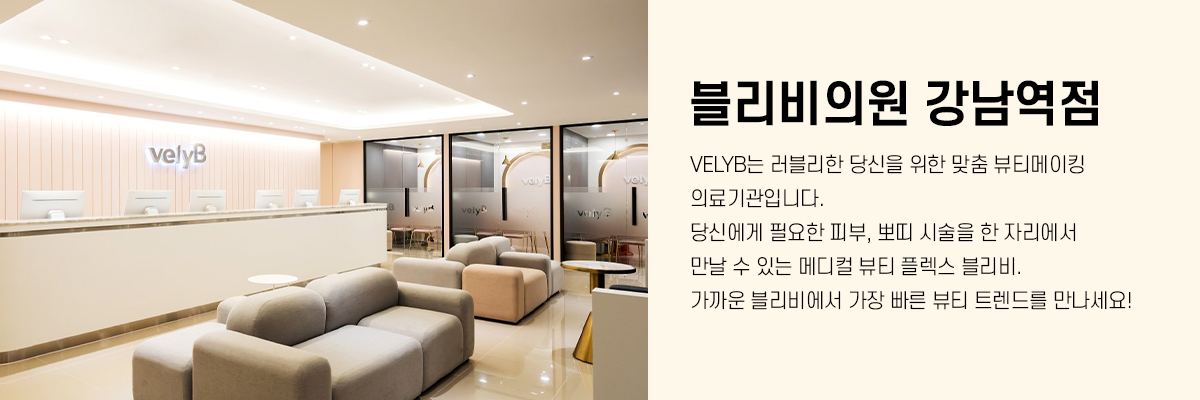 velyB
velyB
velyB
velyB
velyB
블리비의원 강남역점
VELYB는 러블리한 당신을 위한 맞춤 뷰티메이킹
의료기관입니다.
당신에게 필요한 피부, 뽀띠 시술을 한 자리에서
만날 수 있는 메디컬 뷰티 플렉스 블리비.
가까운 블리비에서 가장 빠른 뷰티 트렌드를 만나세요!